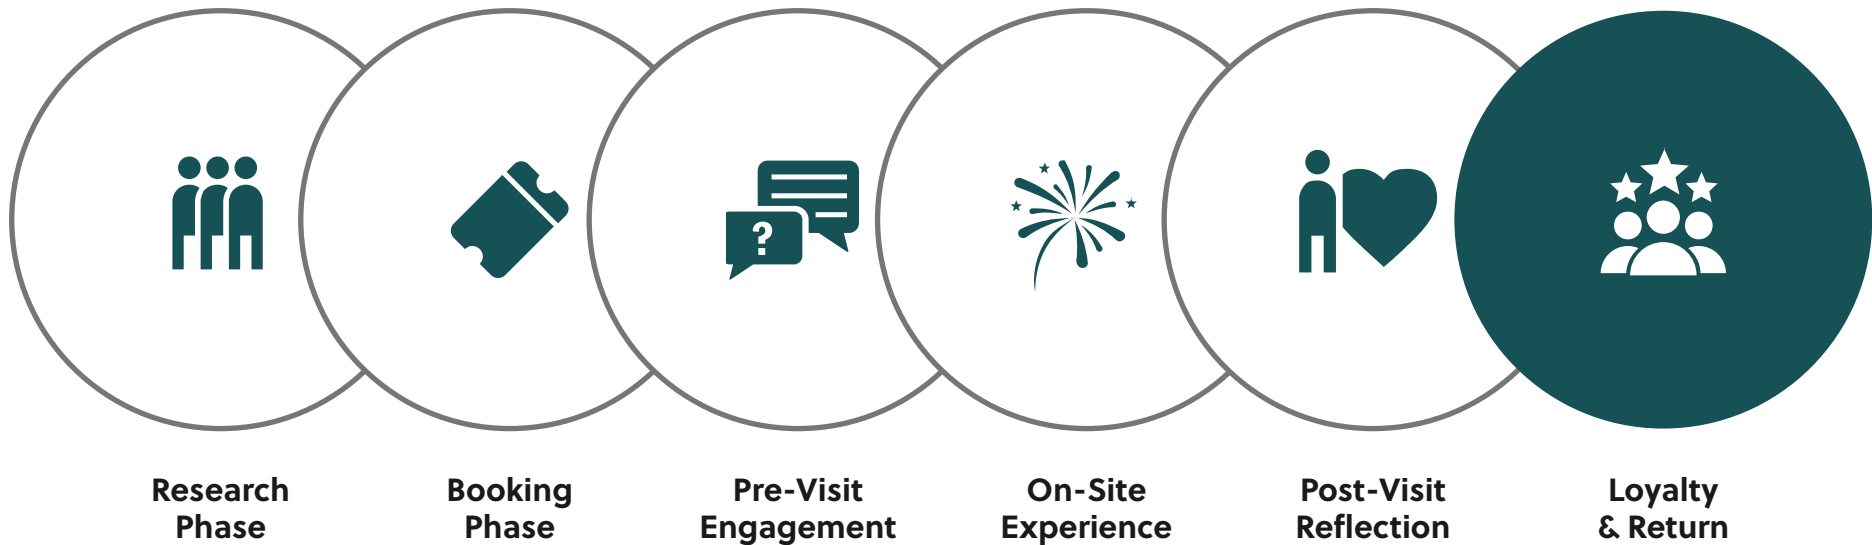 ?
Research
Phase
Booking
Phase
Pre-Visit
Engagement
On-Site
Experience
Post-Visit
Reflection
Loyalty
& Return